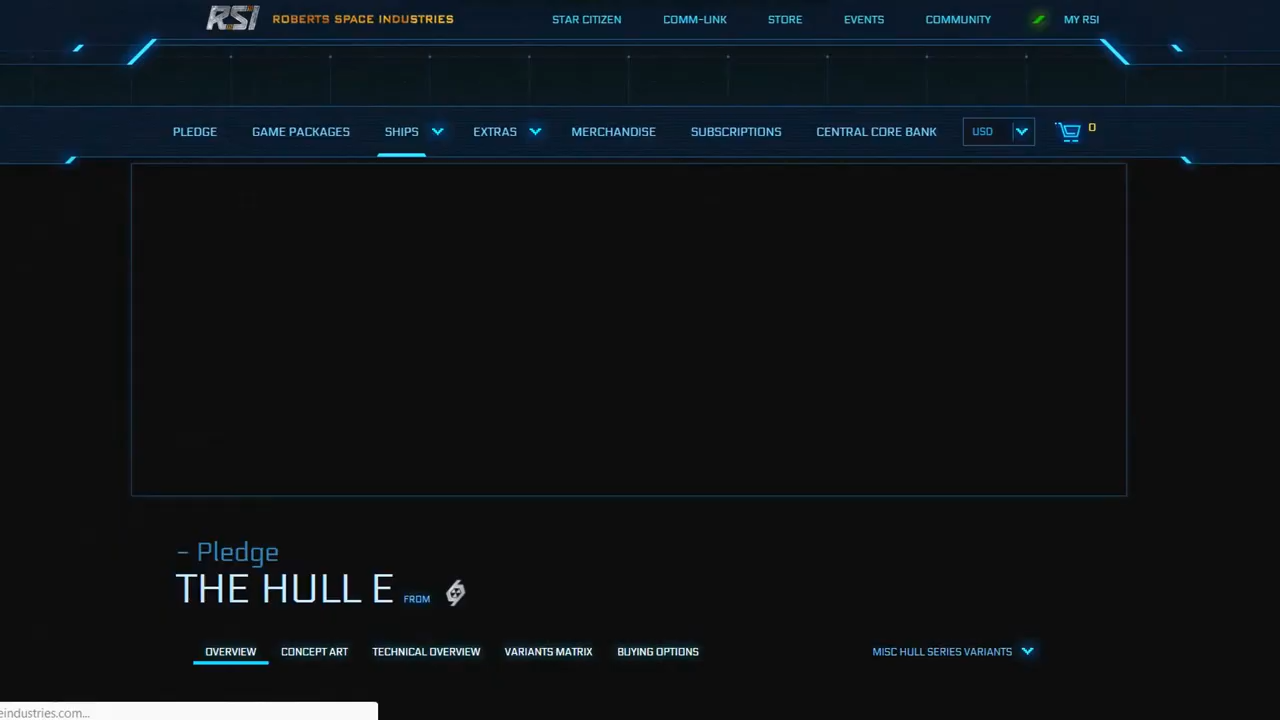 RSI ROBERTS SPACE INDUSTRIES STAR CITIZEN COMM-LINK STORE EVENTS COMMUNITY MY RSI
PLEDGE GAME PACKAGES SHIPS EXTRAS MERCHANDISE SUBSCRIPTIONS CENTRAL CORE BANK USD 0
- Pledge
THE HULL E FROM
OVERVIEW CONCEPT ART TECHNICAL OVERVIEW VARIANTS MATRIX BUYING OPTIONS MISC HULL SERIES VARIANTS
eindustries.com...